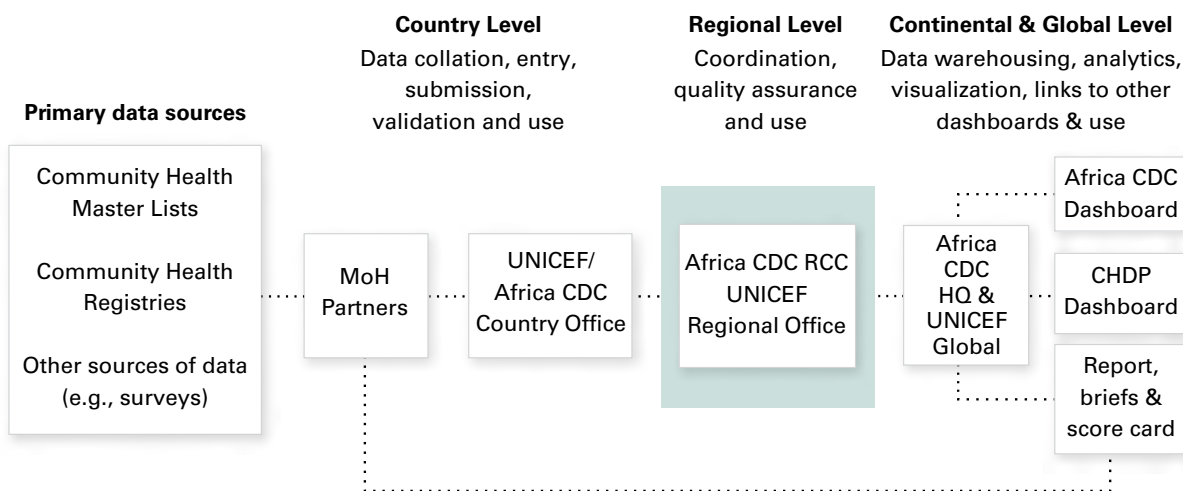 Country Level
Data collation, entry,
submission,
validation and use
Regional Level
Coordination,
quality assurance
and use
Continental & Global Level
Data warehousing, analytics,
visualization, links to other
dashboards & use
Primary data sources
Community Health
Master Lists
Community Health
Registries
Other sources of data
(e.g., surveys)
MoH
Partners
UNICEF/
Africa CDC
Country Office
Africa CDC RCC
UNICEF
Regional Office
Africa
CDC
HQ &
UNICEF
Global
Africa CDC
Dashboard
CHDP
Dashboard
Report,
briefs &
score card